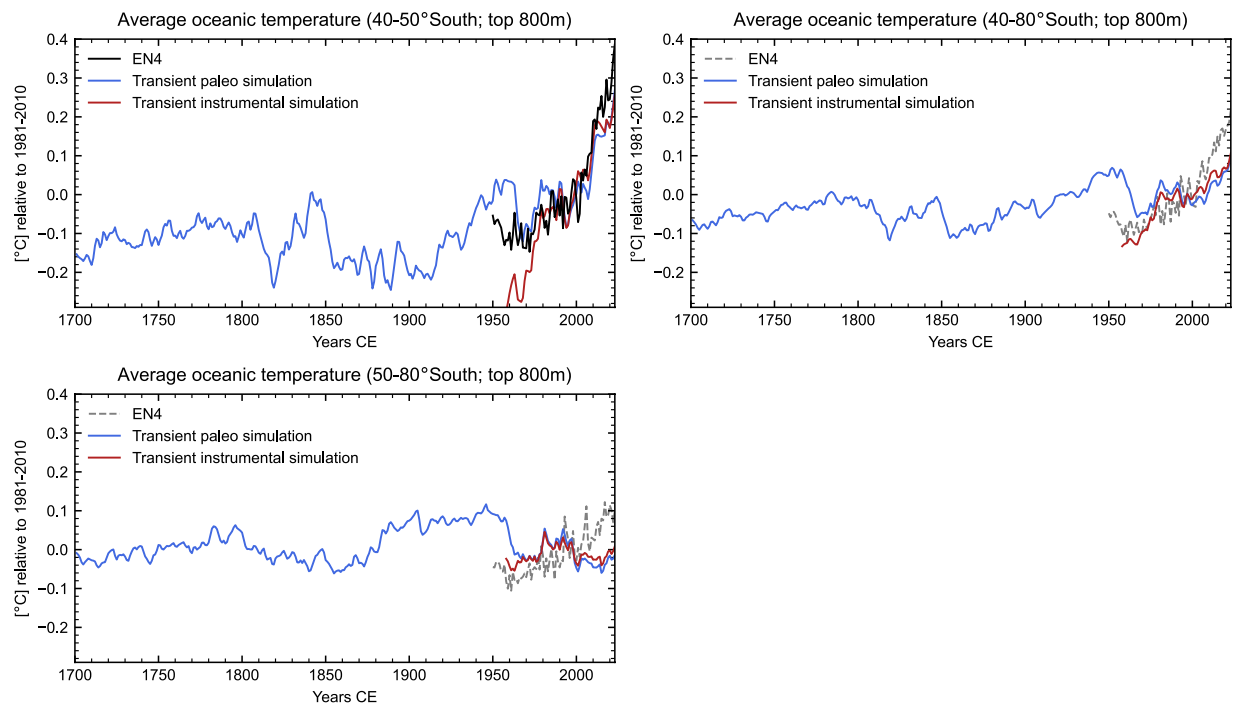 Average oceanic temperature (40-50°South; top 800m)
[°C] relative to 1981-2010
0.4
0.3
0.2
0.1
0.0
−0.1
−0.2
EN4
Transient paleo simulation
Transient instrumental simulation
1700 1750 1800 1850 1900 1950 2000
Years CE
Average oceanic temperature (40-80°South; top 800m)
[°C] relative to 1981-2010
0.4
0.3
0.2
0.1
0.0
−0.1
−0.2
EN4
Transient paleo simulation
Transient instrumental simulation
1700 1750 1800 1850 1900 1950 2000
Years CE
Average oceanic temperature (50-80°South; top 800m)
[°C] relative to 1981-2010
0.4
0.3
0.2
0.1
0.0
−0.1
−0.2
EN4
Transient paleo simulation
Transient instrumental simulation
1700 1750 1800 1850 1900 1950 2000
Years CE